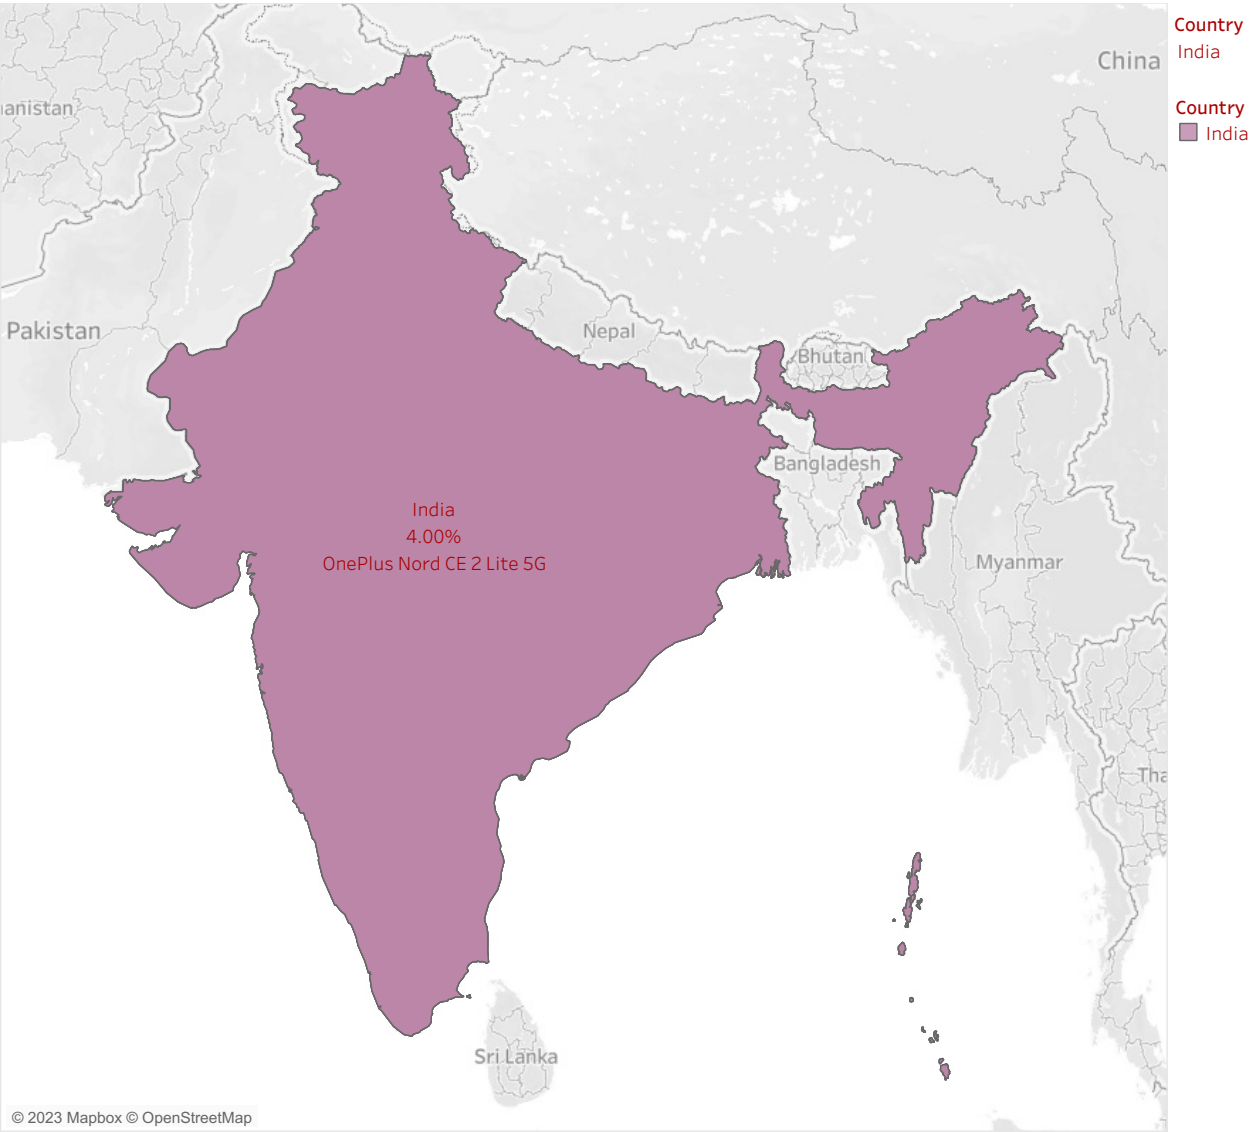 Country
India
China
Country
India
anistan
Pakistan
Nepal
Bhutan
Bangladesh
India
4.00%
OnePlus Nord CE 2 Lite 5G
Myanmar
Tha
Sri Lanka
© 2023 Mapbox © OpenStreetMap